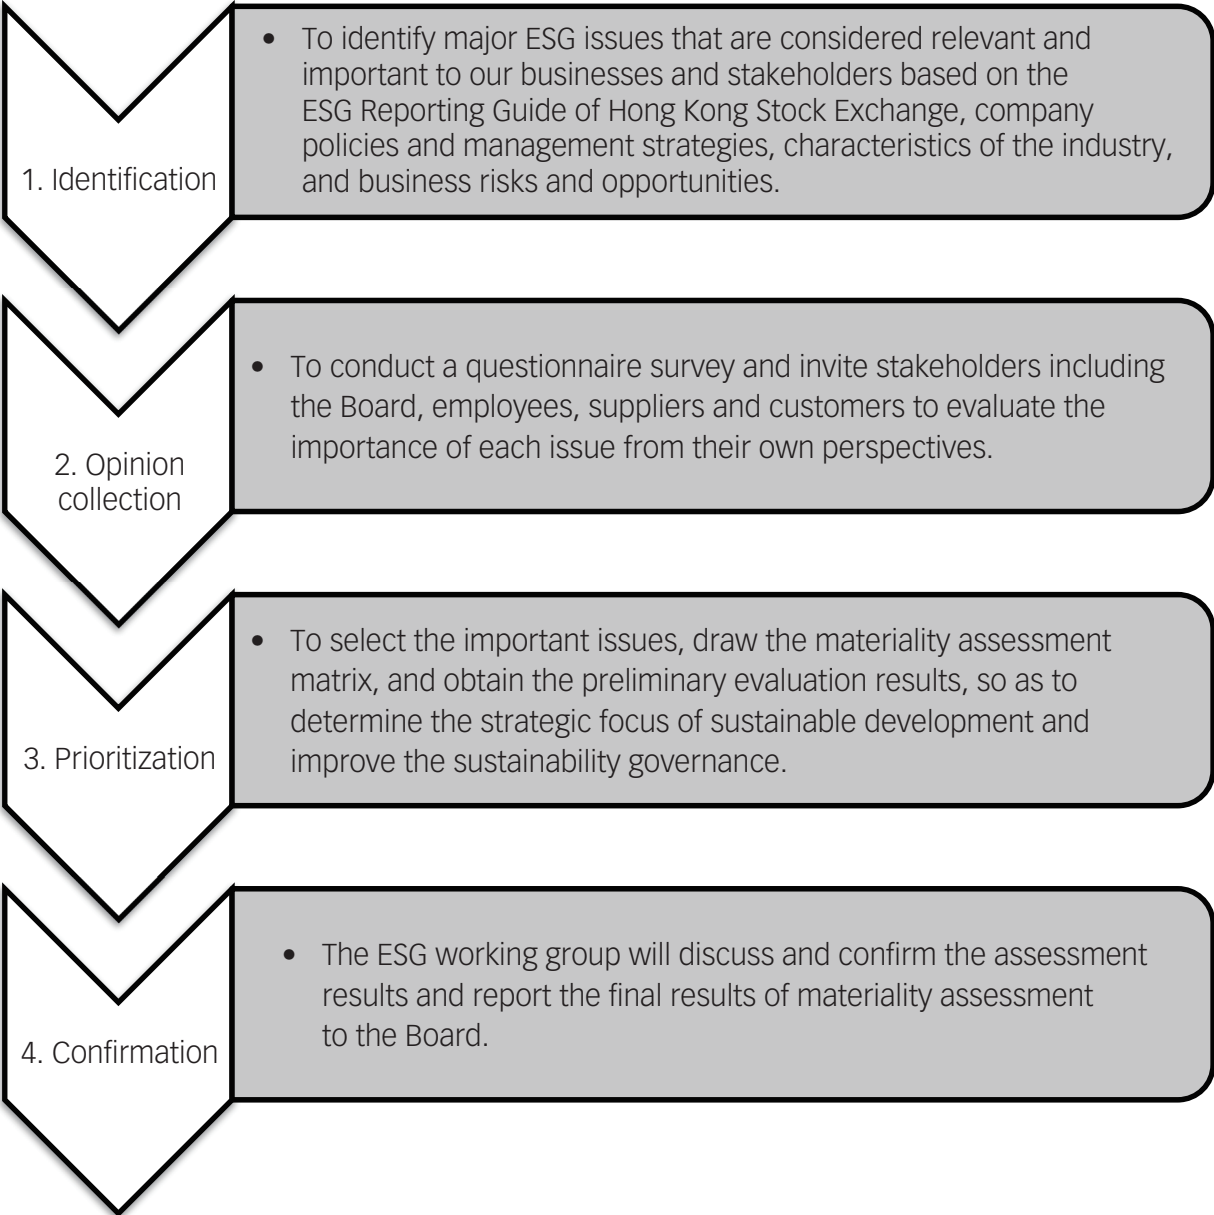 1. Identification
• To identify major ESG issues that are considered relevant and
important to our businesses and stakeholders based on the
ESG Reporting Guide of Hong Kong Stock Exchange, company
policies and management strategies, characteristics of the industry,
and business risks and opportunities.
2. Opinion
collection
• To conduct a questionnaire survey and invite stakeholders including
the Board, employees, suppliers and customers to evaluate the
importance of each issue from their own perspectives.
3. Prioritization
• To select the important issues, draw the materiality assessment
matrix, and obtain the preliminary evaluation results, so as to
determine the strategic focus of sustainable development and
improve the sustainability governance.
4. Confirmation
• The ESG working group will discuss and confirm the assessment
results and report the final results of materiality assessment
to the Board.